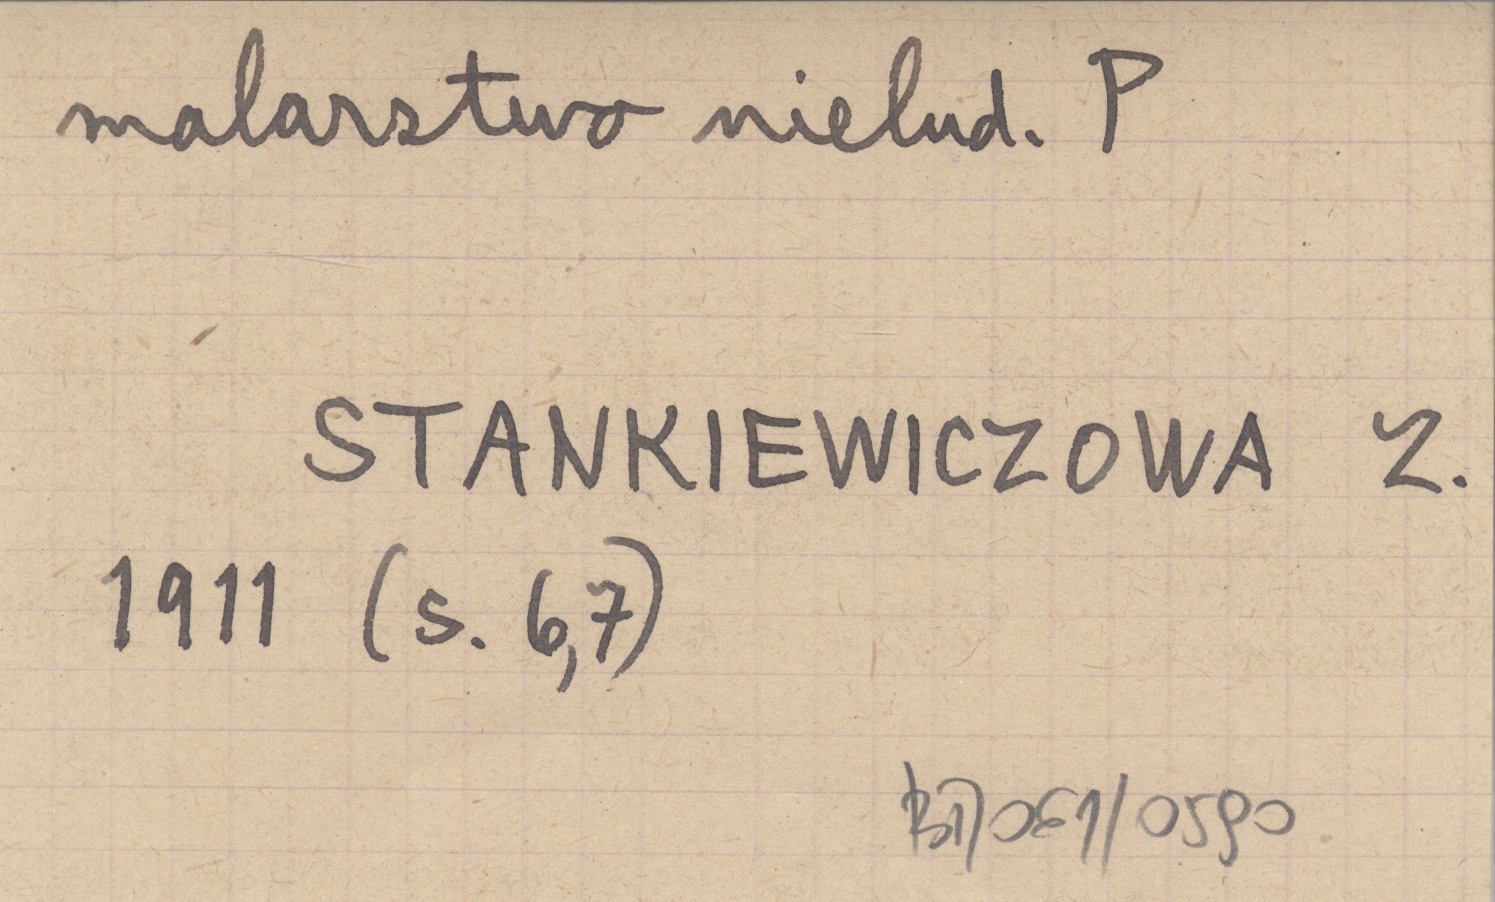 malarstwo nielud. P
STANKIEWICZOWA Z.
1911 (s. 6,7)